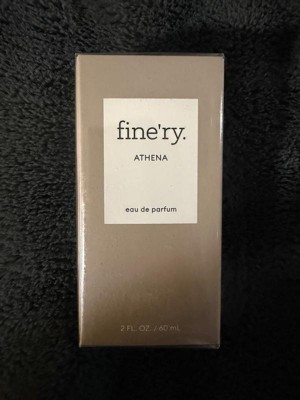 fine'ry.
ATHENA
eau de parfum
2 FL. OZ. / 60 mL